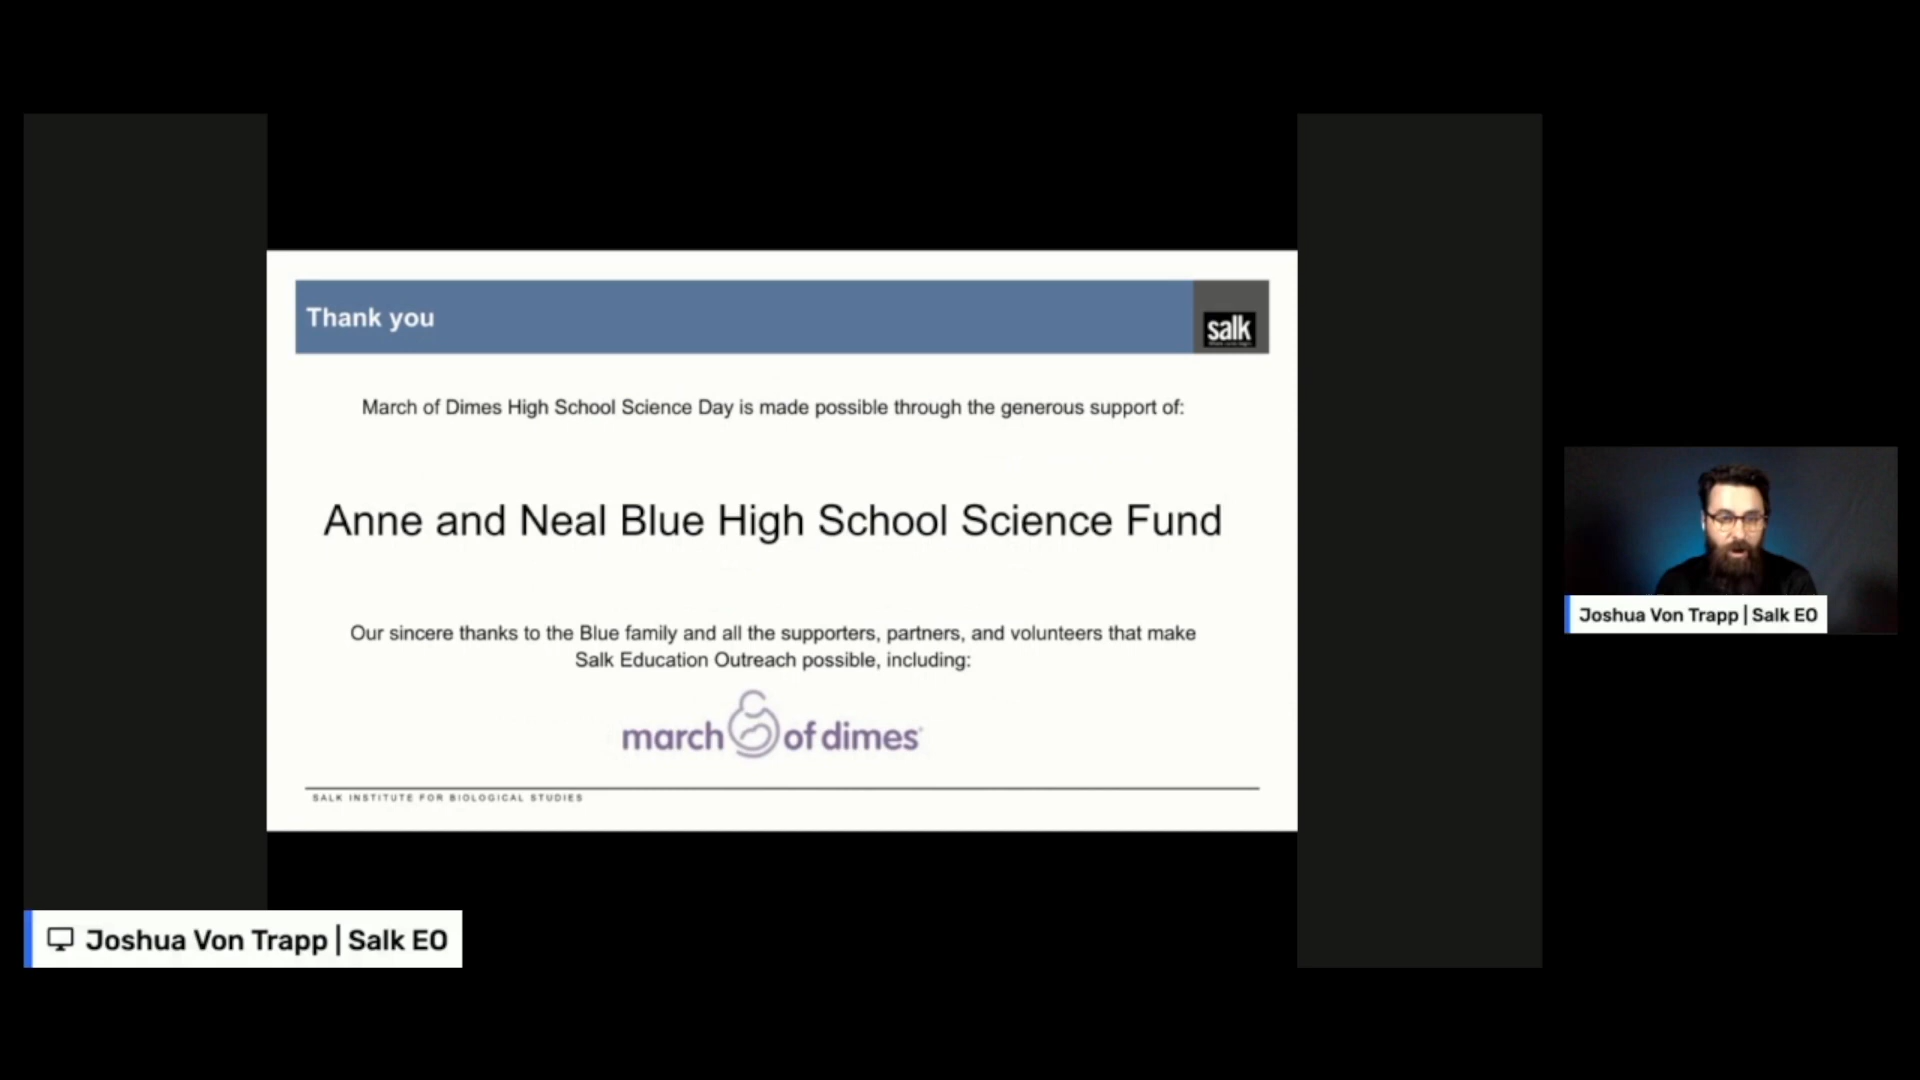 Thank you
salk
March of Dimes High School Science Day is made possible through the generous support of:
Anne and Neal Blue High School Science Fund
Our sincere thanks to the Blue family and all the supporters, partners, and volunteers that make
Salk Education Outreach possible, including:
march of dimes
SALK INSTITUTE FOR BIOLOGICAL STUDIES
Joshua Von Trapp | Salk EO
Joshua Von Trapp | Salk EO